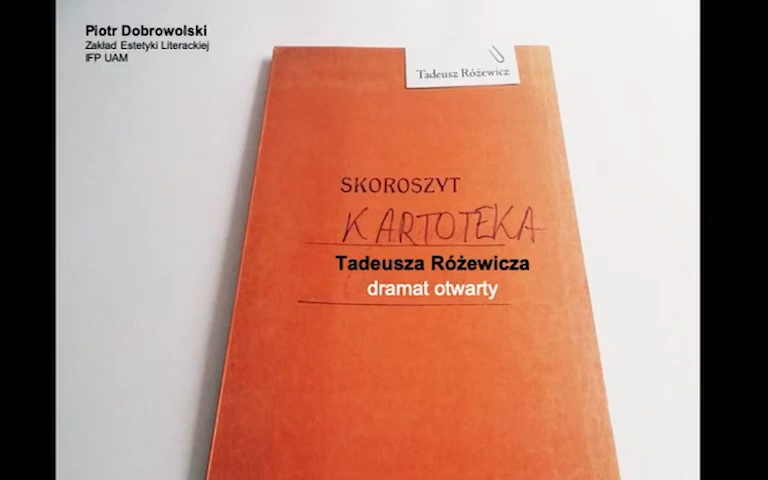 Piotr Dobrowolski
Zakład Estetyki Literackiej
IFP UAM
Tadeusz Różewicz
SKOROSZYT
KARTOTEKA
Tadeusza Różewicza
dramat otwarty